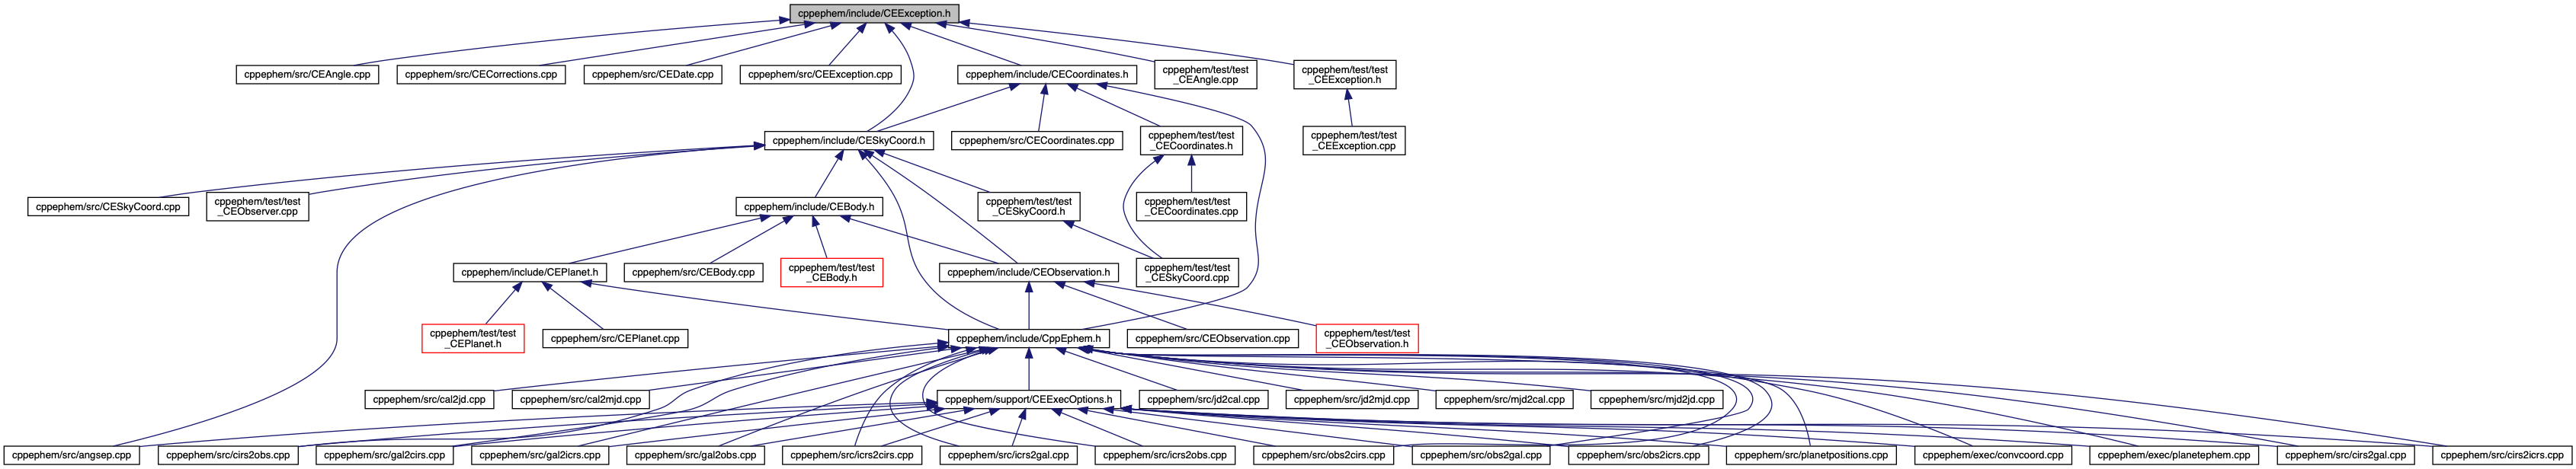 cppephem/include/CEException.h
cppephem/src/CEAngle.cpp
cppephem/src/CECorrections.cpp
cppephem/src/CEDate.cpp
cppephem/src/CEException.cpp
cppephem/include/CECoordinates.h
cppephem/test/test
_CEAngle.cpp
cppephem/test/test
_CEException.h
cppephem/include/CESkyCoord.h
cppephem/src/CECoordinates.cpp
cppephem/test/test
_CECoordinates.h
cppephem/test/test
_CEException.cpp
cppephem/src/CESkyCoord.cpp
cppephem/test/test
_CEObserver.cpp
cppephem/include/CEBody.h
cppephem/test/test
_CESkyCoord.h
cppephem/test/test
_CECoordinates.cpp
cppephem/include/CEPlanet.h
cppephem/src/CEBody.cpp
cppephem/test/test
_CEBody.h
cppephem/include/CEObservation.h
cppephem/test/test
_CESkyCoord.cpp
cppephem/test/test
_CEPlanet.h
cppephem/src/CEPlanet.cpp
cppephem/include/CppEphem.h
cppephem/src/CEObservation.cpp
cppephem/test/test
_CEObservation.h
cppephem/src/cal2jd.cpp
cppephem/src/cal2mjd.cpp
cppephem/support/CEExecOptions.h
cppephem/src/jd2cal.cpp
cppephem/src/jd2mjd.cpp
cppephem/src/mjd2cal.cpp
cppephem/src/mjd2jd.cpp
cppephem/src/angsep.cpp
cppephem/src/cirs2obs.cpp
cppephem/src/gal2cirs.cpp
cppephem/src/gal2icrs.cpp
cppephem/src/gal2obs.cpp
cppephem/src/icrs2cirs.cpp
cppephem/src/icrs2gal.cpp
cppephem/src/icrs2obs.cpp
cppephem/src/obs2cirs.cpp
cppephem/src/obs2gal.cpp
cppephem/src/obs2icrs.cpp
cppephem/src/planetpositions.cpp
cppephem/exec/convcoord.cpp
cppephem/exec/planetephem.cpp
cppephem/src/cirs2gal.cpp
cppephem/src/cirs2icrs.cpp